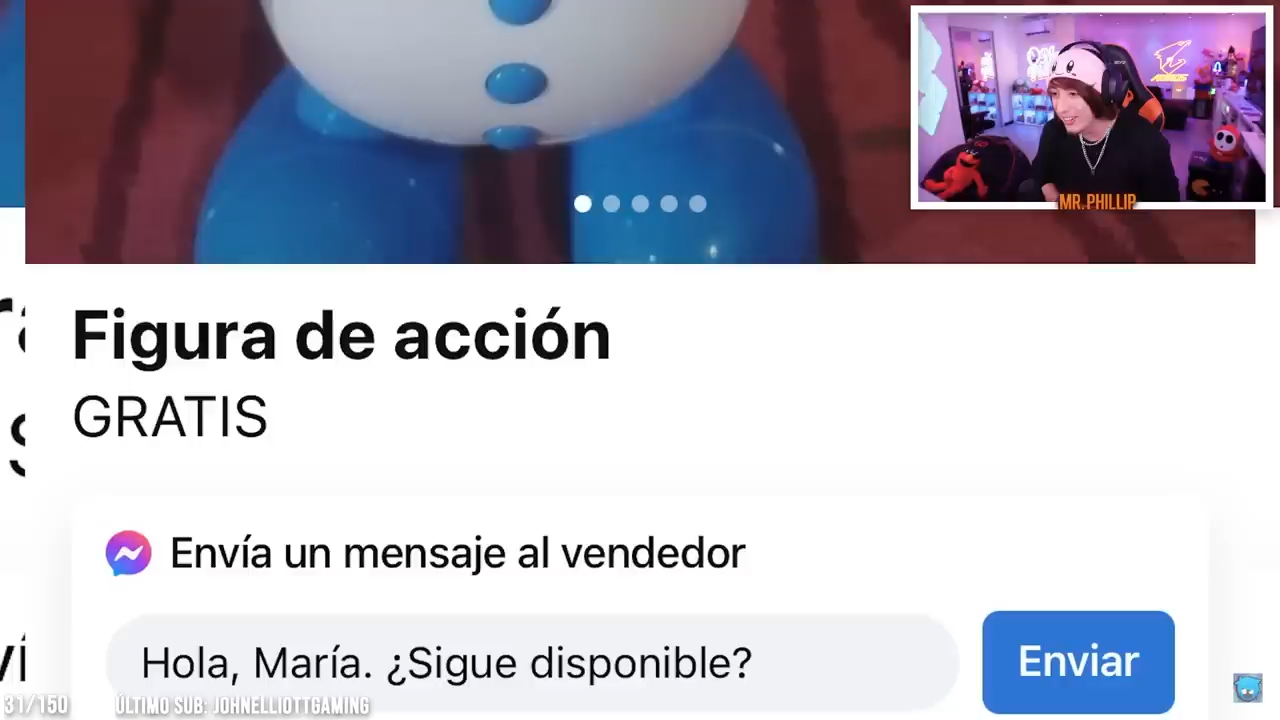 MR. PHILLIP
Figura de acción
GRATIS
Envía un mensaje al vendedor
Hola, María. ¿Sigue disponible?
Enviar
31/150
ÚLTIMO SUB: JOHNELLIOTTGAMING